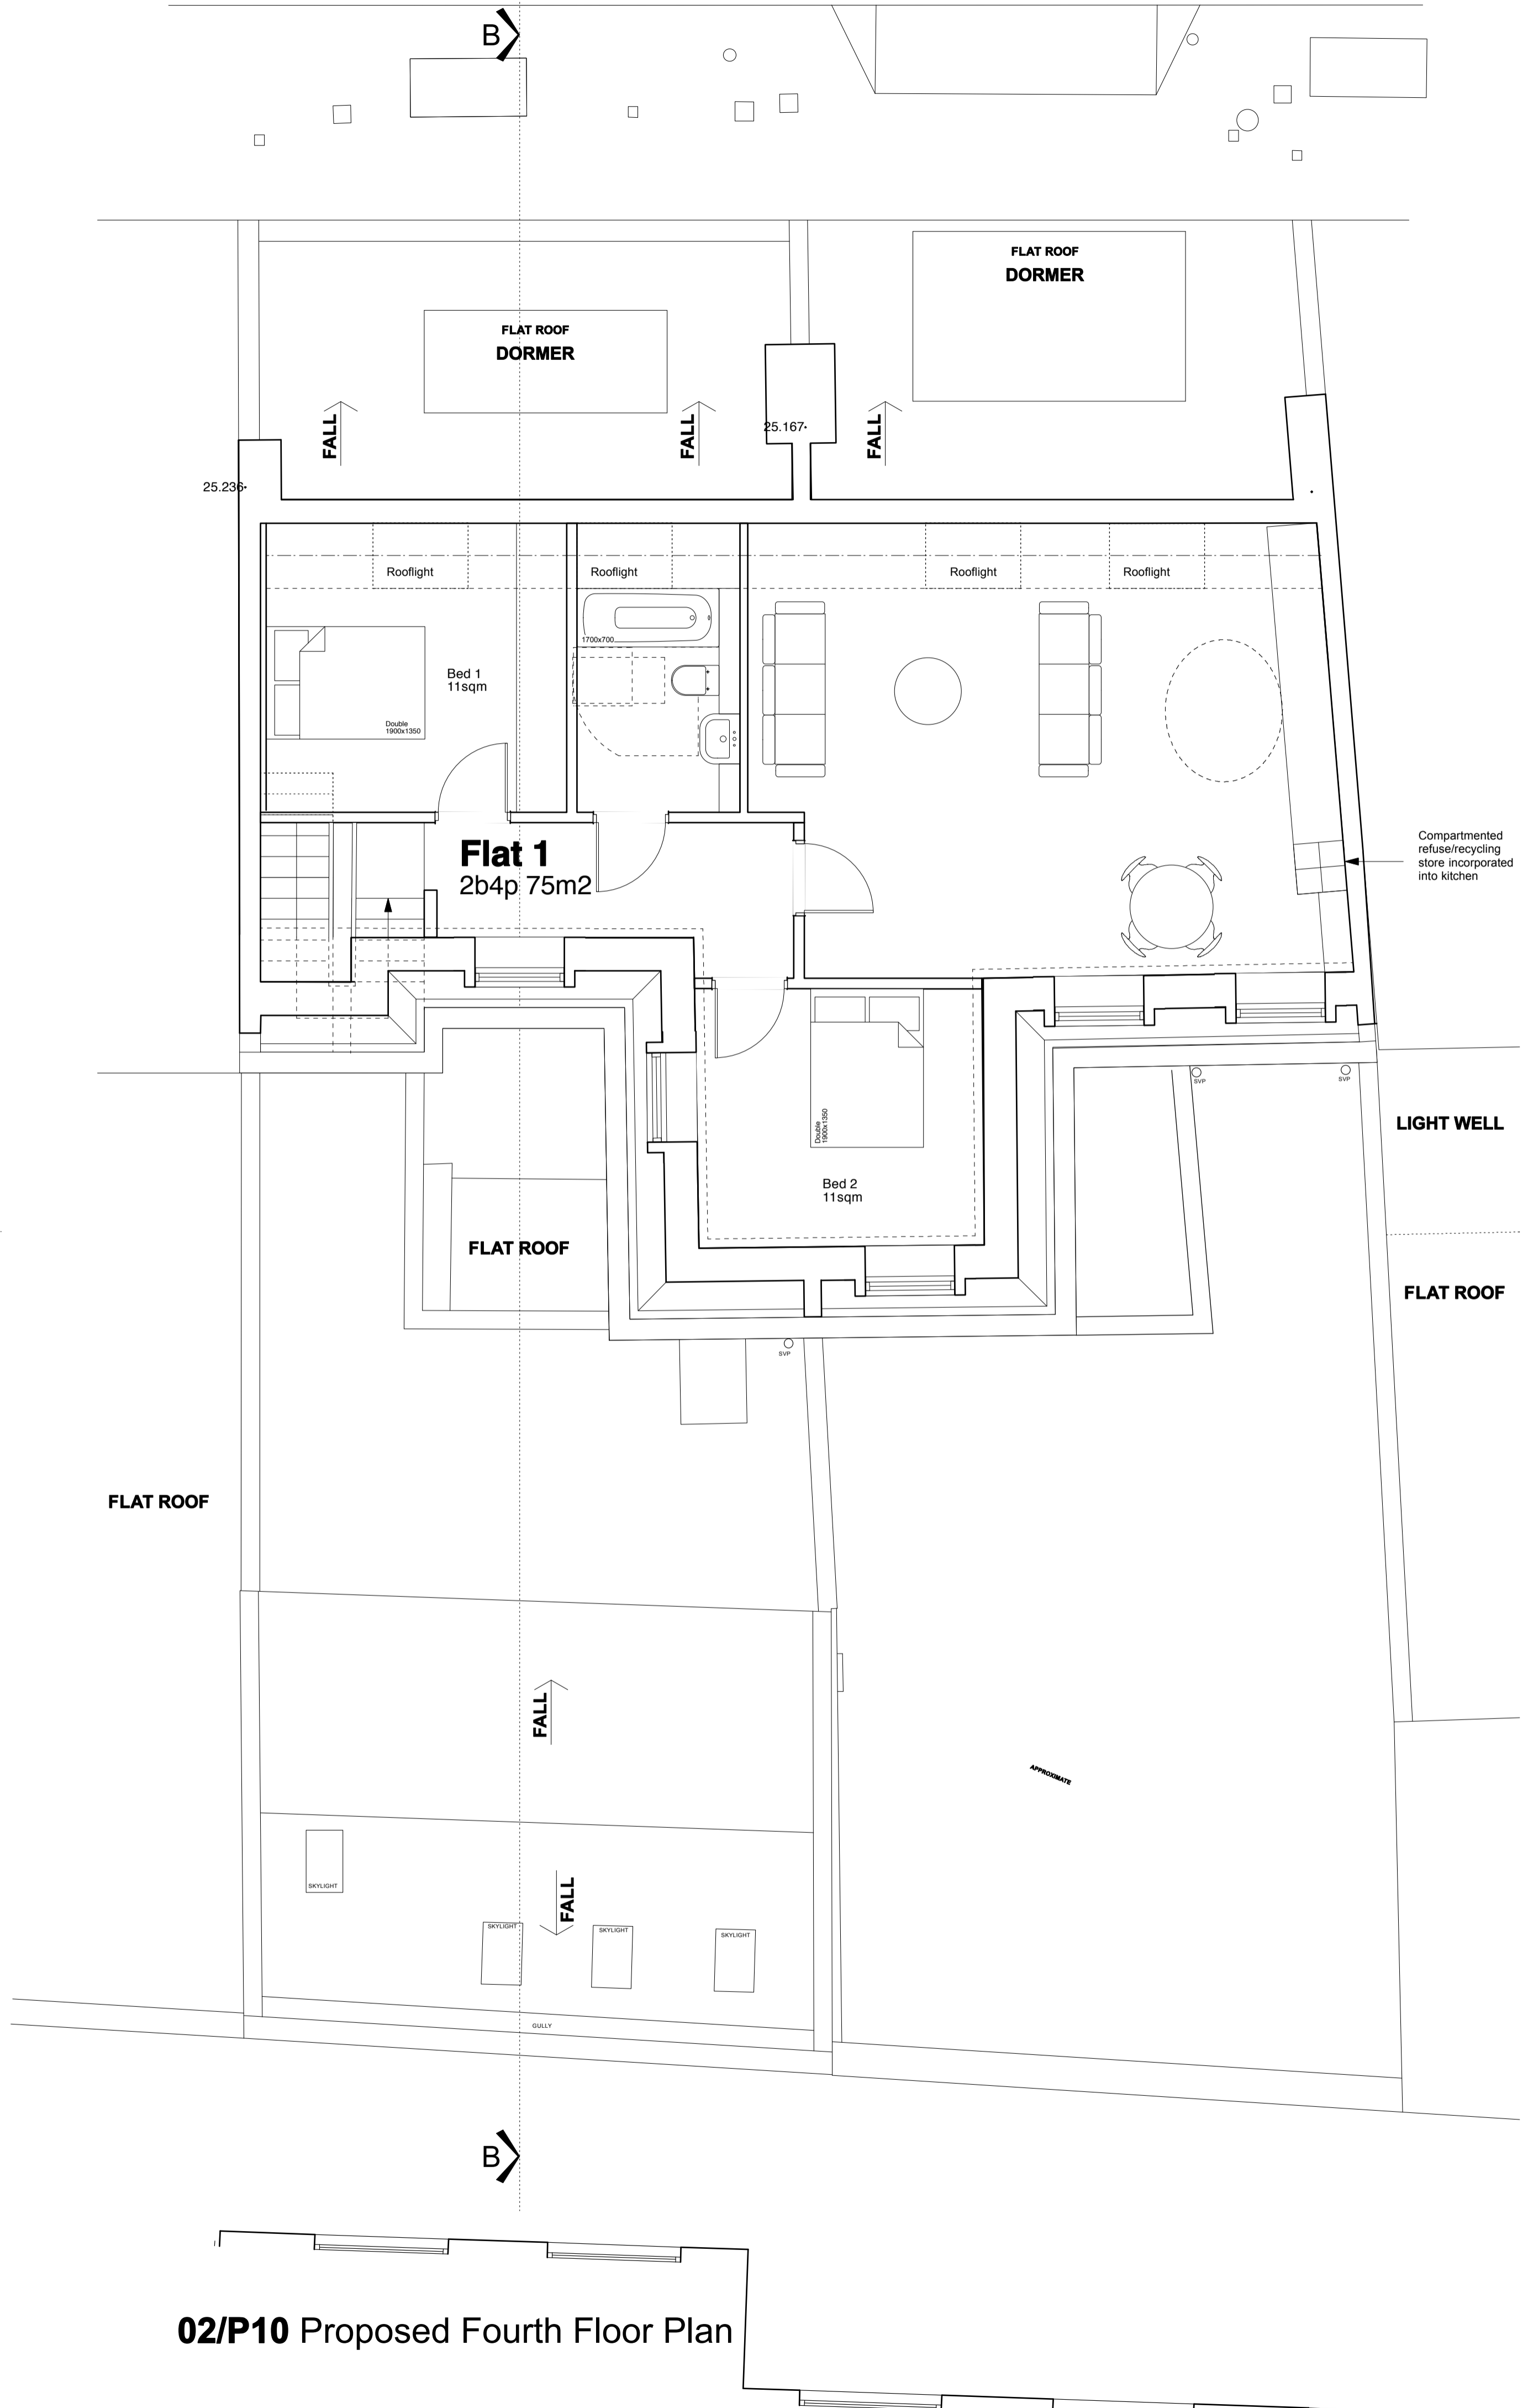 B
FLAT ROOF
DORMER
FLAT ROOF
DORMER
FALL
FALL
FALL
25.167
25.236
Rooflight
Rooflight
Rooflight
Rooflight
1700x700
Bed 1
11sqm
Double
1900x1350
Flat 1
2b4p 75m2
Compartmented
refuse/recycling
store incorporated
into kitchen
Double
1900x1350
SVP
SVP
LIGHT WELL
Bed 2
11sqm
FLAT ROOF
FLAT ROOF
SVP
FLAT ROOF
FALL
APPROXIMATE
FALL
SKYLIGHT
SKYLIGHT
SKYLIGHT
SKYLIGHT
GULLY
B
02/P10 Proposed Fourth Floor Plan